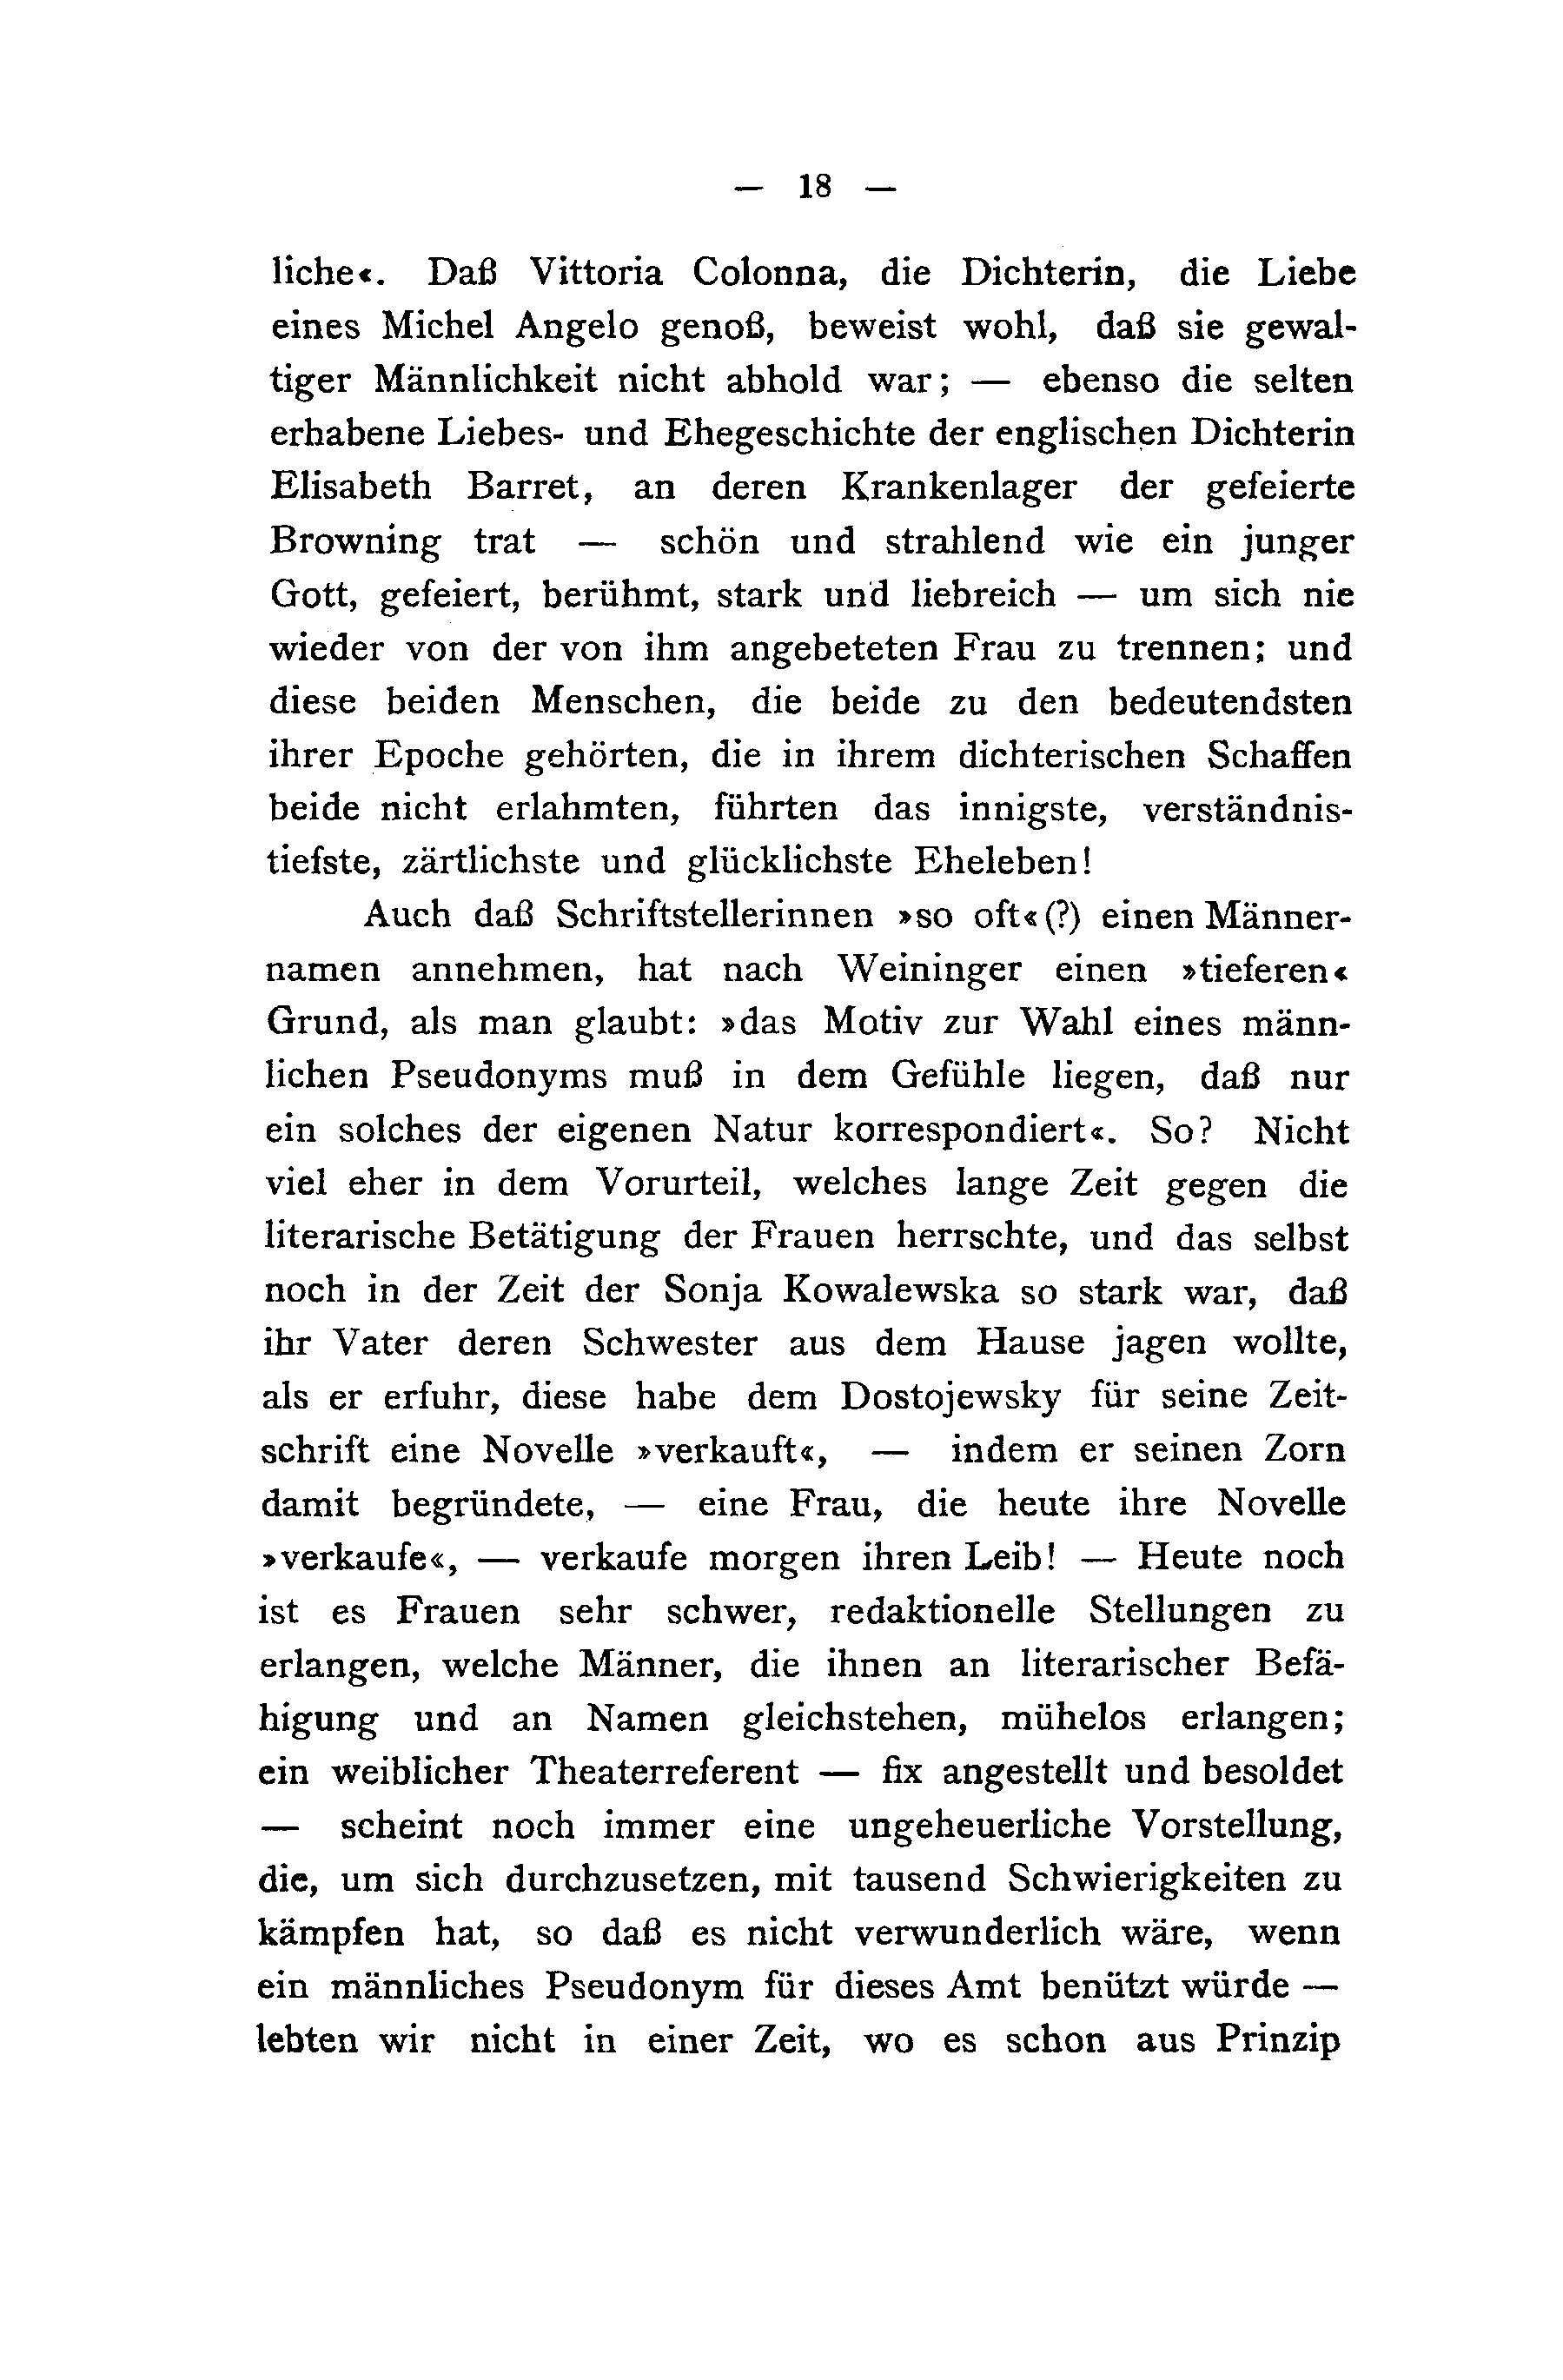 — 18 —
liche«. Daß Vittoria Colonna, die Dichterin, die Liebe
eines Michel Angelo genoß, beweist wohl, daß sie gewal-
tiger Männlichkeit nicht abhold war; — ebenso die selten
erhabene Liebes- und Ehegeschichte der englischen Dichterin
Elisabeth Barret, an deren Krankenlager der gefeierte
Browning trat — schön und strahlend wie ein junger
Gott, gefeiert, berühmt, stark und liebreich — um sich nie
wieder von der von ihm angebeteten Frau zu trennen; und
diese beiden Menschen, die beide zu den bedeutendsten
ihrer Epoche gehörten, die in ihrem dichterischen Schaffen
beide nicht erlahmten, führten das innigste, verständnis-
tiefste, zärtlichste und glücklichste Eheleben!
Auch daß Schriftstellerinnen »so oft« (?) einen Männer-
namen annehmen, hat nach Weininger einen »tieferen«
Grund, als man glaubt: »das Motiv zur Wahl eines männ-
lichen Pseudonyms muß in dem Gefühle liegen, daß nur
ein solches der eigenen Natur korrespondiert«. So? Nicht
viel eher in dem Vorurteil, welches lange Zeit gegen die
literarische Betätigung der Frauen herrschte, und das selbst
noch in der Zeit der Sonja Kowalewska so stark war, daß
ihr Vater deren Schwester aus dem Hause jagen wollte,
als er erfuhr, diese habe dem Dostojewsky für seine Zeit-
schrift eine Novelle »verkauft«, — indem er seinen Zorn
damit begründete, — eine Frau, die heute ihre Novelle
»verkaufe«, — verkaufe morgen ihren Leib! — Heute noch
ist es Frauen sehr schwer, redaktionelle Stellungen zu
erlangen, welche Männer, die ihnen an literarischer Befä-
higung und an Namen gleichstehen, mühelos erlangen;
ein weiblicher Theaterreferent — fix angestellt und besoldet
— scheint noch immer eine ungeheuerliche Vorstellung,
die, um sich durchzusetzen, mit tausend Schwierigkeiten zu
kämpfen hat, so daß es nicht verwunderlich wäre, wenn
ein männliches Pseudonym für dieses Amt benützt würde —
lebten wir nicht in einer Zeit, wo es schon aus Prinzip